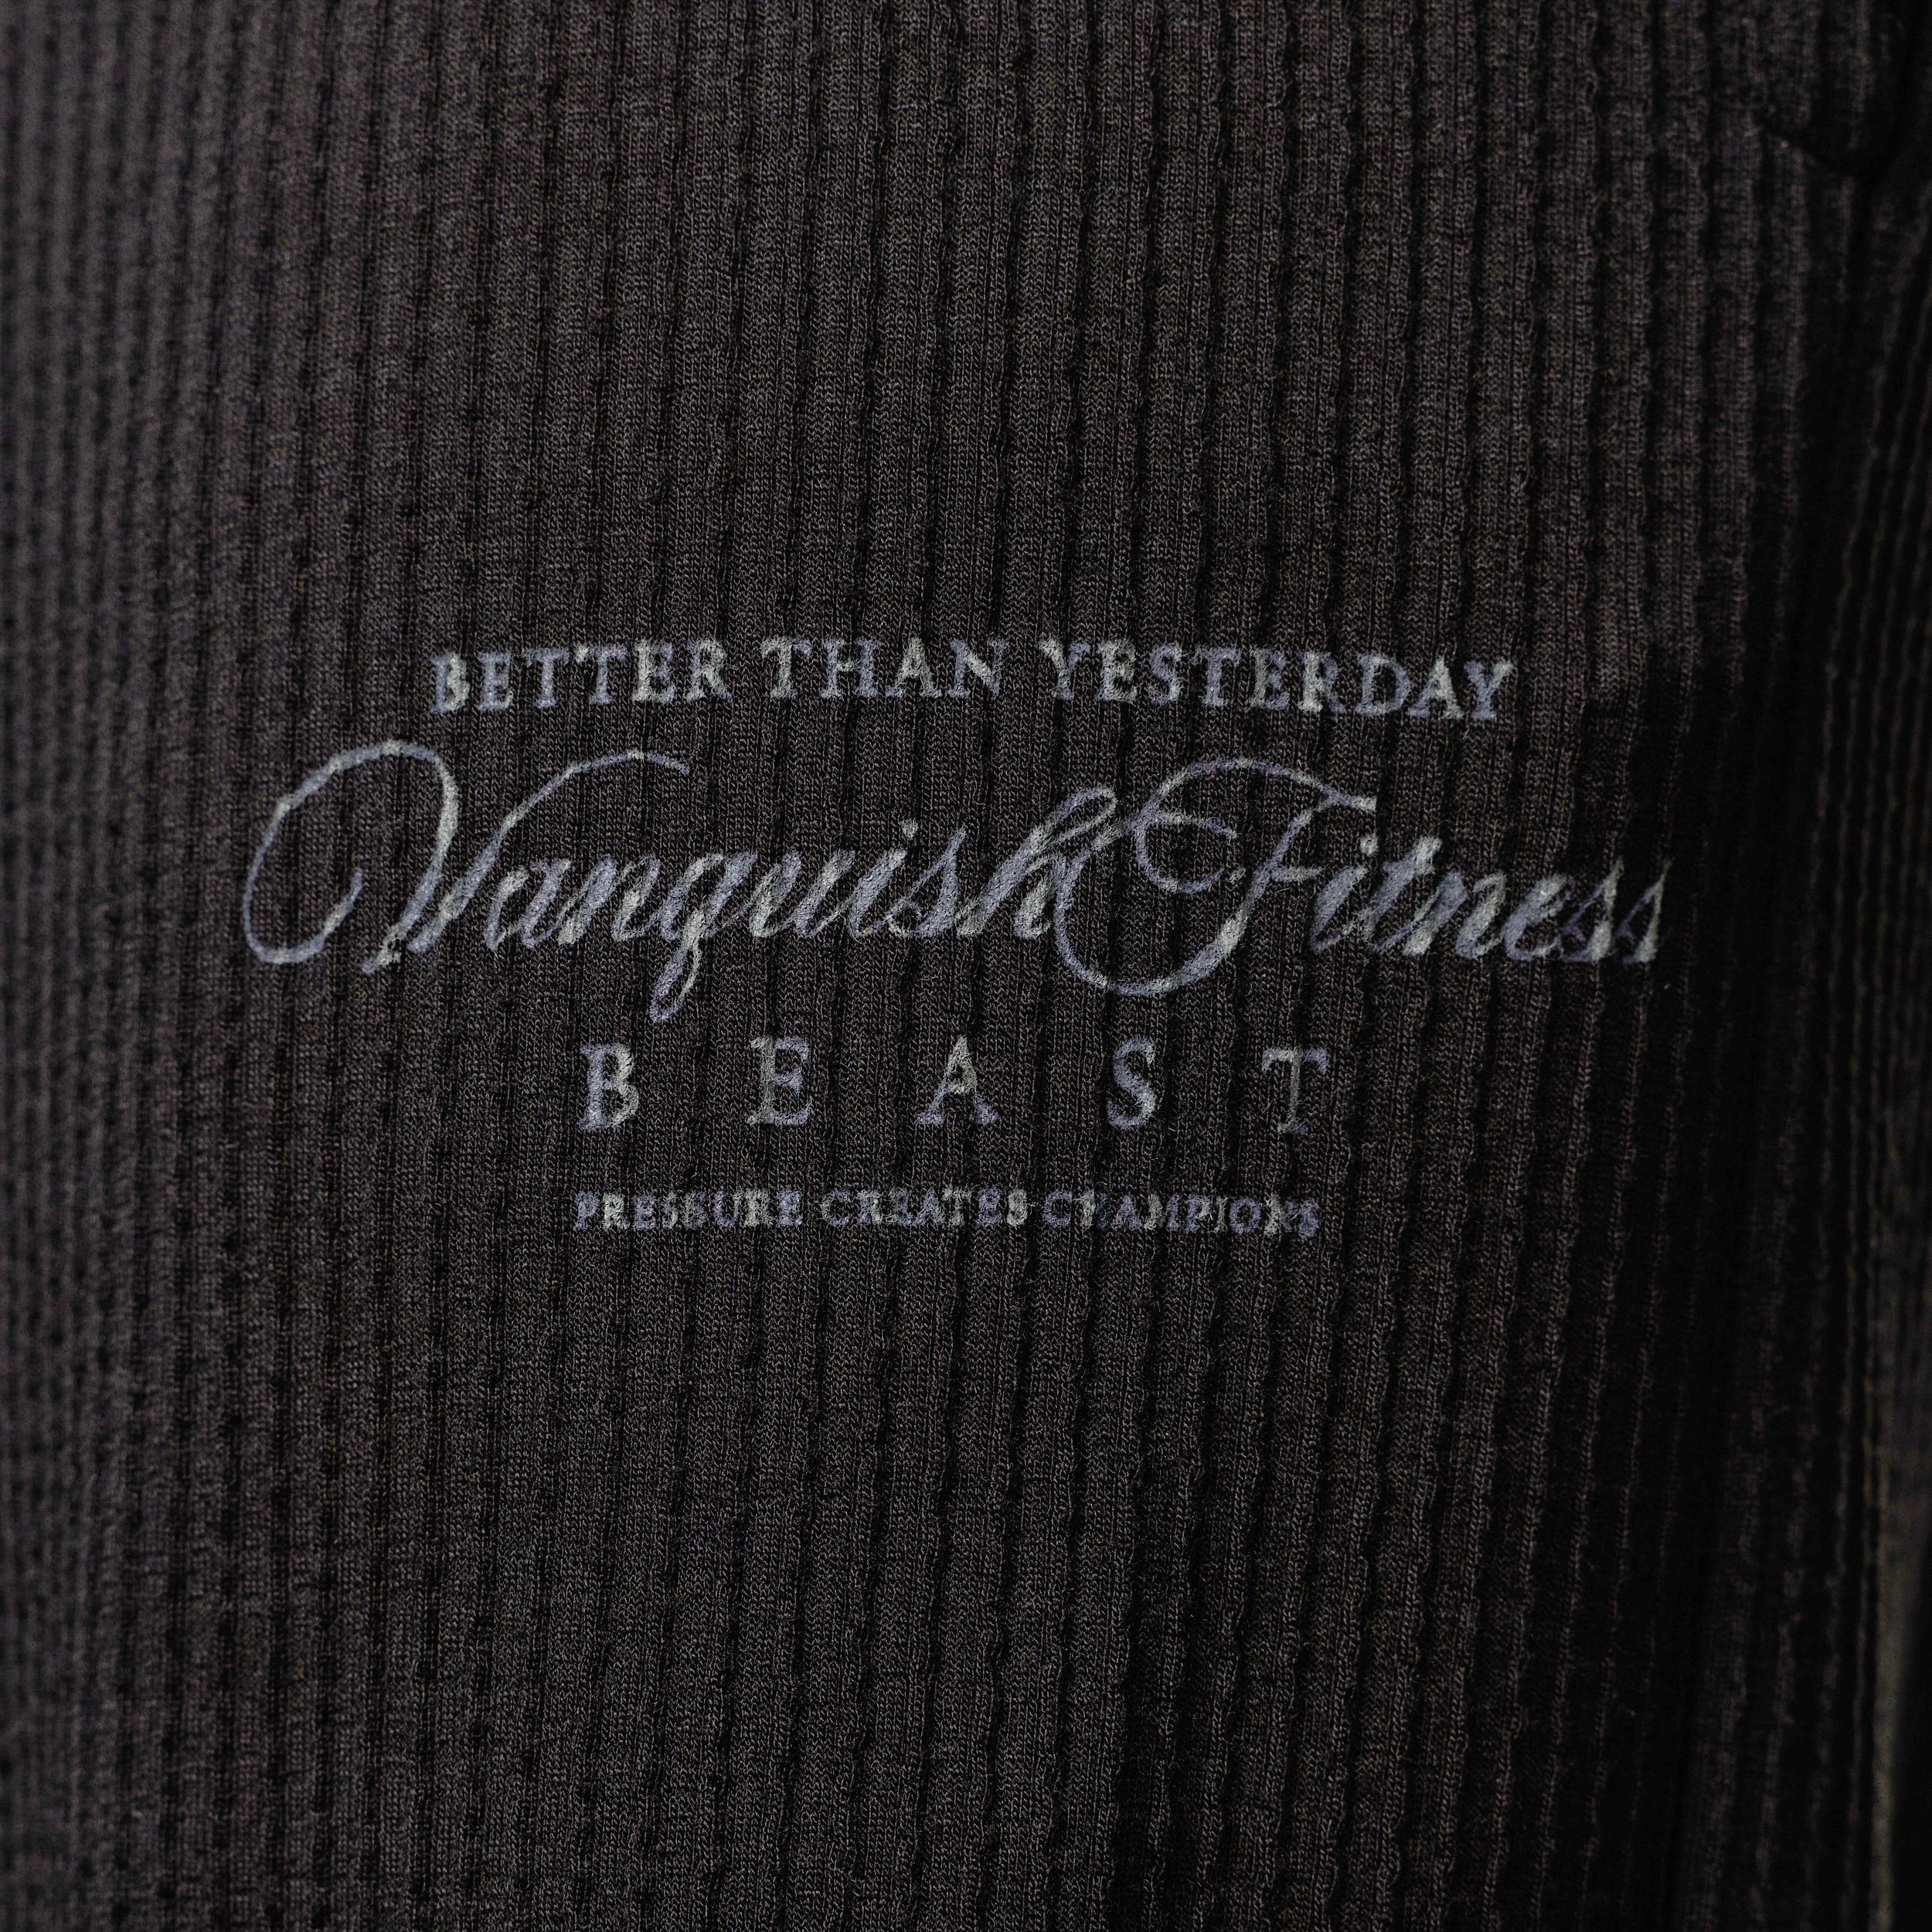 BETTER THAN YESTERDAY
Vanquish Fitness
BEAST
PRESSURE CREATES CHAMPIONS